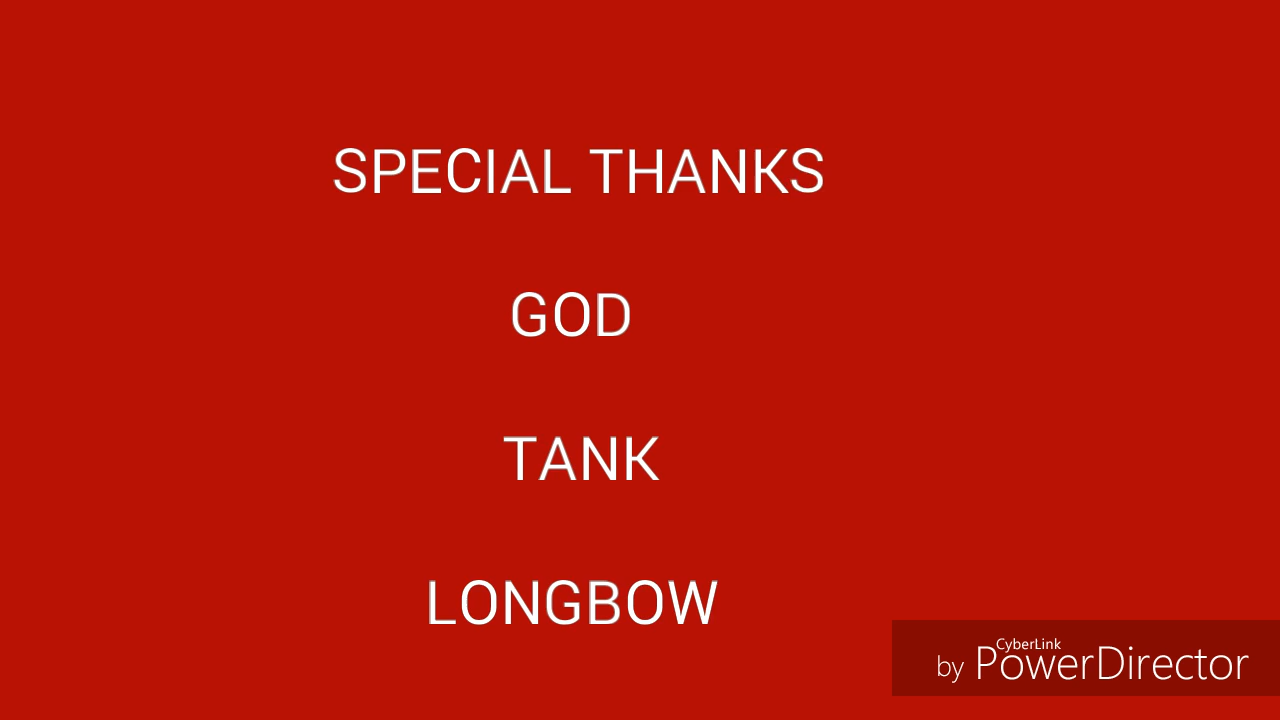 SPECIAL THANKS
GOD
TANK
LONGBOW
CyberLink
by PowerDirector